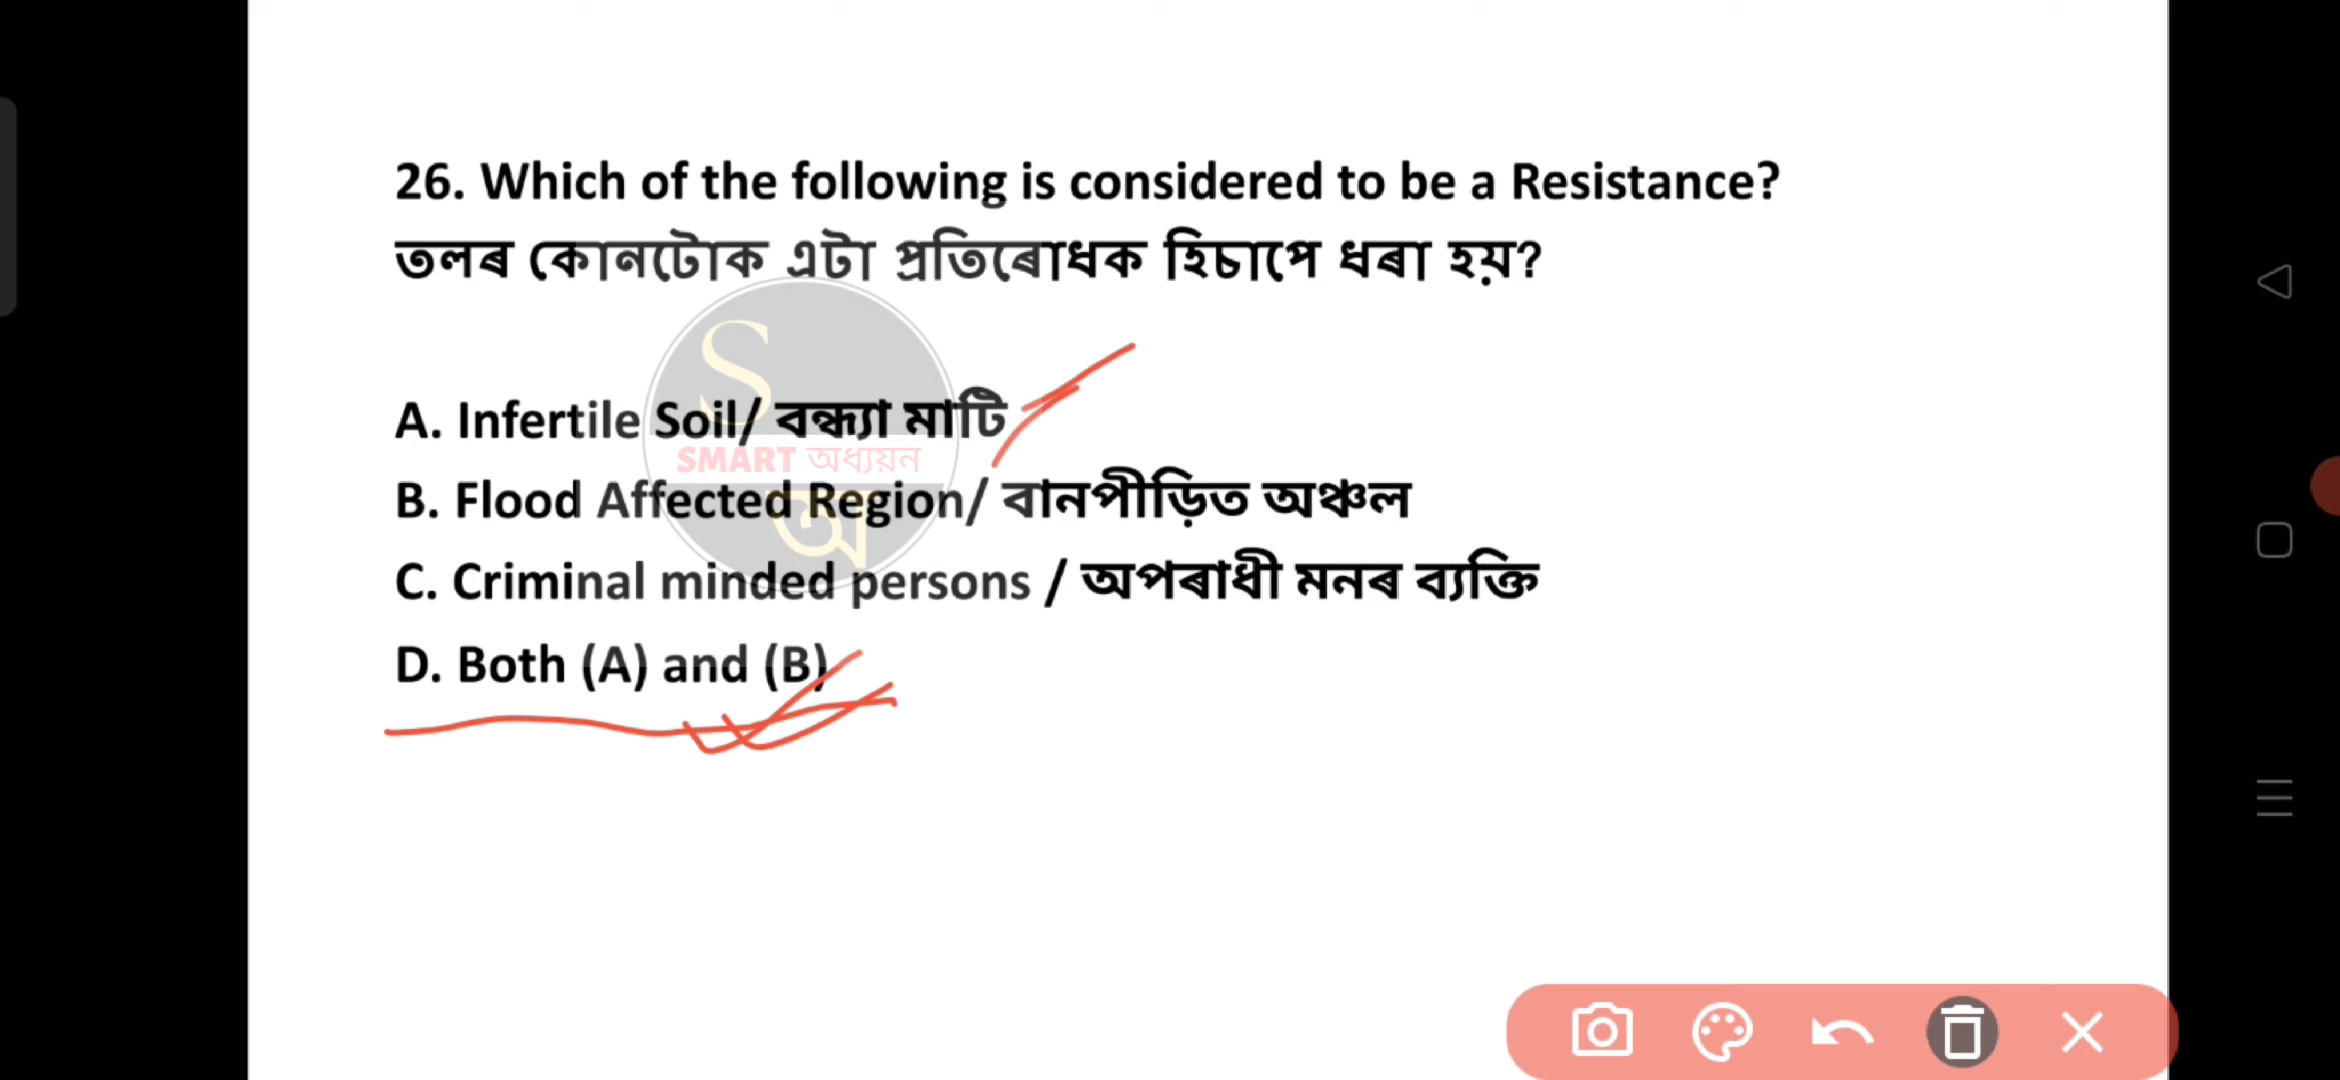 26. Which of the following is considered to be a Resistance?
তলৰ কোনটোক এটা প্ৰতিৰোধক হিচাপে ধৰা হয়?
A. Infertile Soil/ বন্ধ্যা মাটি
SMART অধ্যয়ন
B. Flood Affected Region/ বানপীড়িত অঞ্চল
C. Criminal minded persons / অপৰাধী মনৰ ব্যক্তি
D. Both (A) and (B)
S
অ